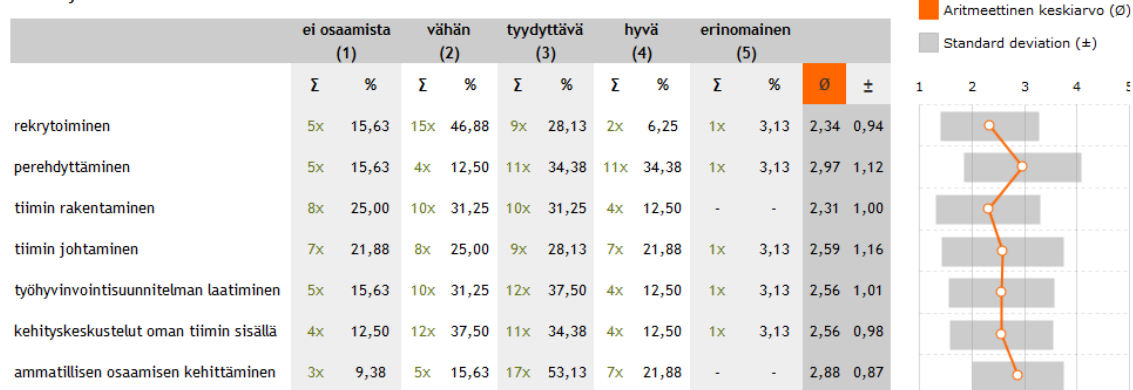 Aritmeettinen keskiarvo (Ø)
Standard deviation (±)
ei osaamista (1) vähän (2) tyydyttävä (3) hyvä (4) erinomainen (5)
Σ % Σ % Σ % Σ % Σ % Ø ± 1 2 3 4 5
rekrytoiminen 5x 15,63 15x 46,88 9x 28,13 2x 6,25 1x 3,13 2,34 0,94
perehdyttäminen 5x 15,63 4x 12,50 11x 34,38 11x 34,38 1x 3,13 2,97 1,12
tiimin rakentaminen 8x 25,00 10x 31,25 10x 31,25 4x 12,50 - - 2,31 1,00
tiimin johtaminen 7x 21,88 8x 25,00 9x 28,13 7x 21,88 1x 3,13 2,59 1,16
työhyvinvointisuunnitelman laatiminen 5x 15,63 10x 31,25 12x 37,50 4x 12,50 1x 3,13 2,56 1,01
kehityskeskustelut oman tiimin sisällä 4x 12,50 12x 37,50 11x 34,38 4x 12,50 1x 3,13 2,56 0,98
ammatillisen osaamisen kehittäminen 3x 9,38 5x 15,63 17x 53,13 7x 21,88 - - 2,88 0,87